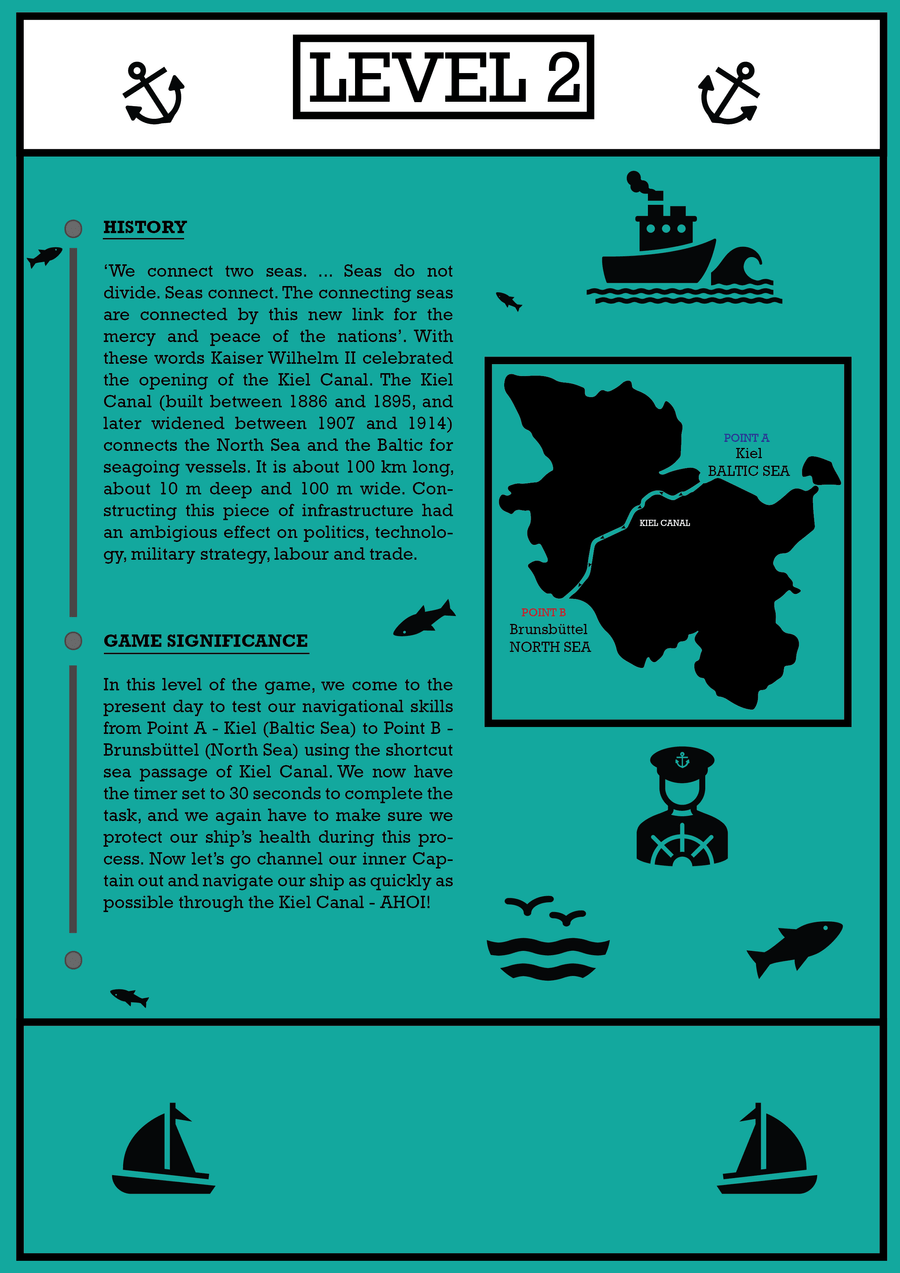 LEVEL 2
HISTORY
‘We connect two seas. ... Seas do not
divide. Seas connect. The connecting seas
are connected by this new link for the
mercy and peace of the nations’. With
these words Kaiser Wilhelm II celebrated
the opening of the Kiel Canal. The Kiel
Canal (built between 1886 and 1895, and
later widened between 1907 and 1914)
connects the North Sea and the Baltic for
seagoing vessels. It is about 100 km long,
about 10 m deep and 100 m wide. Con-
structing this piece of infrastructure had
an ambigious effect on politics, technolo-
gy, military strategy, labour and trade.
GAME SIGNIFICANCE
In this level of the game, we come to the
present day to test our navigational skills
from Point A - Kiel (Baltic Sea) to Point B -
Brunsbüttel (North Sea) using the shortcut
sea passage of Kiel Canal. We now have
the timer set to 30 seconds to complete the
task, and we again have to make sure we
protect our ship’s health during this pro-
cess. Now let’s go channel our inner Cap-
tain out and navigate our ship as quickly as
possible through the Kiel Canal - AHOI!
POINT A
Kiel
BALTIC SEA
KIEL CANAL
POINT B
Brunsbüttel
NORTH SEA